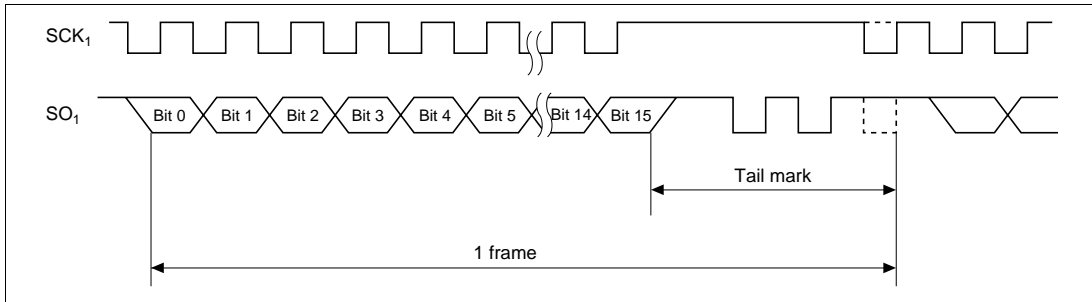 SCK1
SO1
Bit 0 Bit 1 Bit 2 Bit 3 Bit 4 Bit 5 Bit 14 Bit 15
Tail mark
1 frame